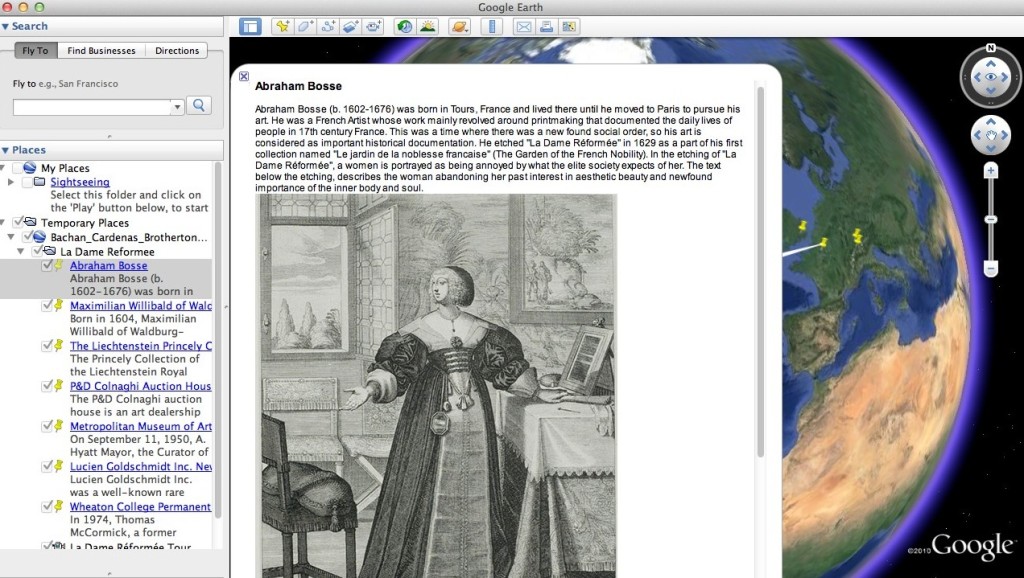 Google Earth
Search
Fly To Find Businesses Directions
Fly to e.g., San Francisco
Places
My Places
Sightseeing
Select this folder and click on
the 'Play' button below, to start
Temporary Places
Bachan_Cardenas_Brotherton...
La Dame Reformee
Abraham Bosse
Abraham Bosse (b.
1602-1676) was born in
Maximilian Willibald of Wald
Born in 1604, Maximilian
Willibald of Waldburg-
The Liechtenstein Princely C
The Princely Collection of
the Liechtenstein Royal
P&D Colnaghi Auction Hous
The P&D Colnaghi auction
house is an art dealership
Metropolitan Museum of Art
On September 11, 1950, A.
Hyatt Mayor, the Curator of
Lucien Goldschmidt Inc. Nev
Lucien Goldschmidt Inc.
was a well-known rare
Wheaton College Permanent
In 1974, Thomas
McCormick, a former
La Dame Réformée Tour
Abraham Bosse
Abraham Bosse (b. 1602-1676) was born in Tours, France and lived there until he moved to Paris to pursue his
art. He was a French Artist whose work mainly revolved around printmaking that documented the daily lives of
people in 17th century France. This was a time where there was a new found social order, so his art is
considered as important historical documentation. He etched "La Dame Réformée" in 1629 as a part of his first
collection named "Le jardin de la noblesse francaise" (The Garden of the French Nobility). In the etching of "La
Dame Réformée", a women is portrayed as being annoyed by what the elite society expects of her. The text
below the etching, describes the woman abandoning her past interest in aesthetic beauty and newfound
importance of the inner body and soul.
N
©2010 Google